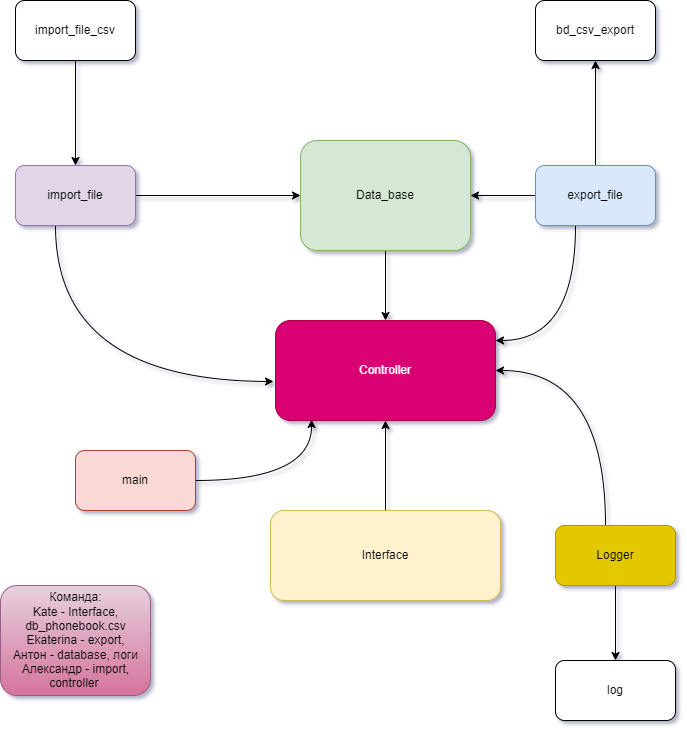 import_file_csv
bd_csv_export
import_file
Data_base
export_file
Controller
main
Interface
Logger
Команда:
Kate - Interface,
db_phonebook.csv
Ekaterina - export,
Антон - database, логи
Александр - import,
controller
log